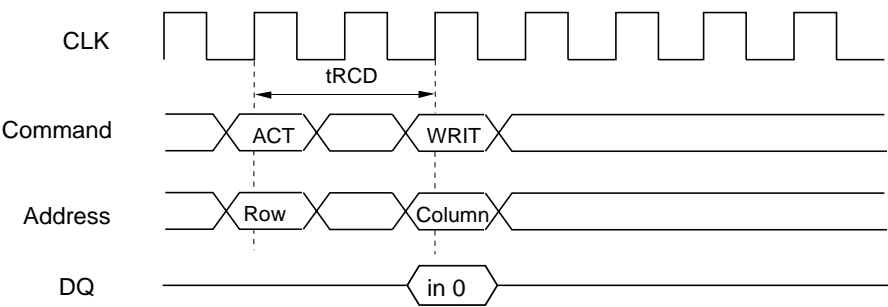 CLK
tRCD
Command ACT WRIT
Address Row Column
DQ in 0